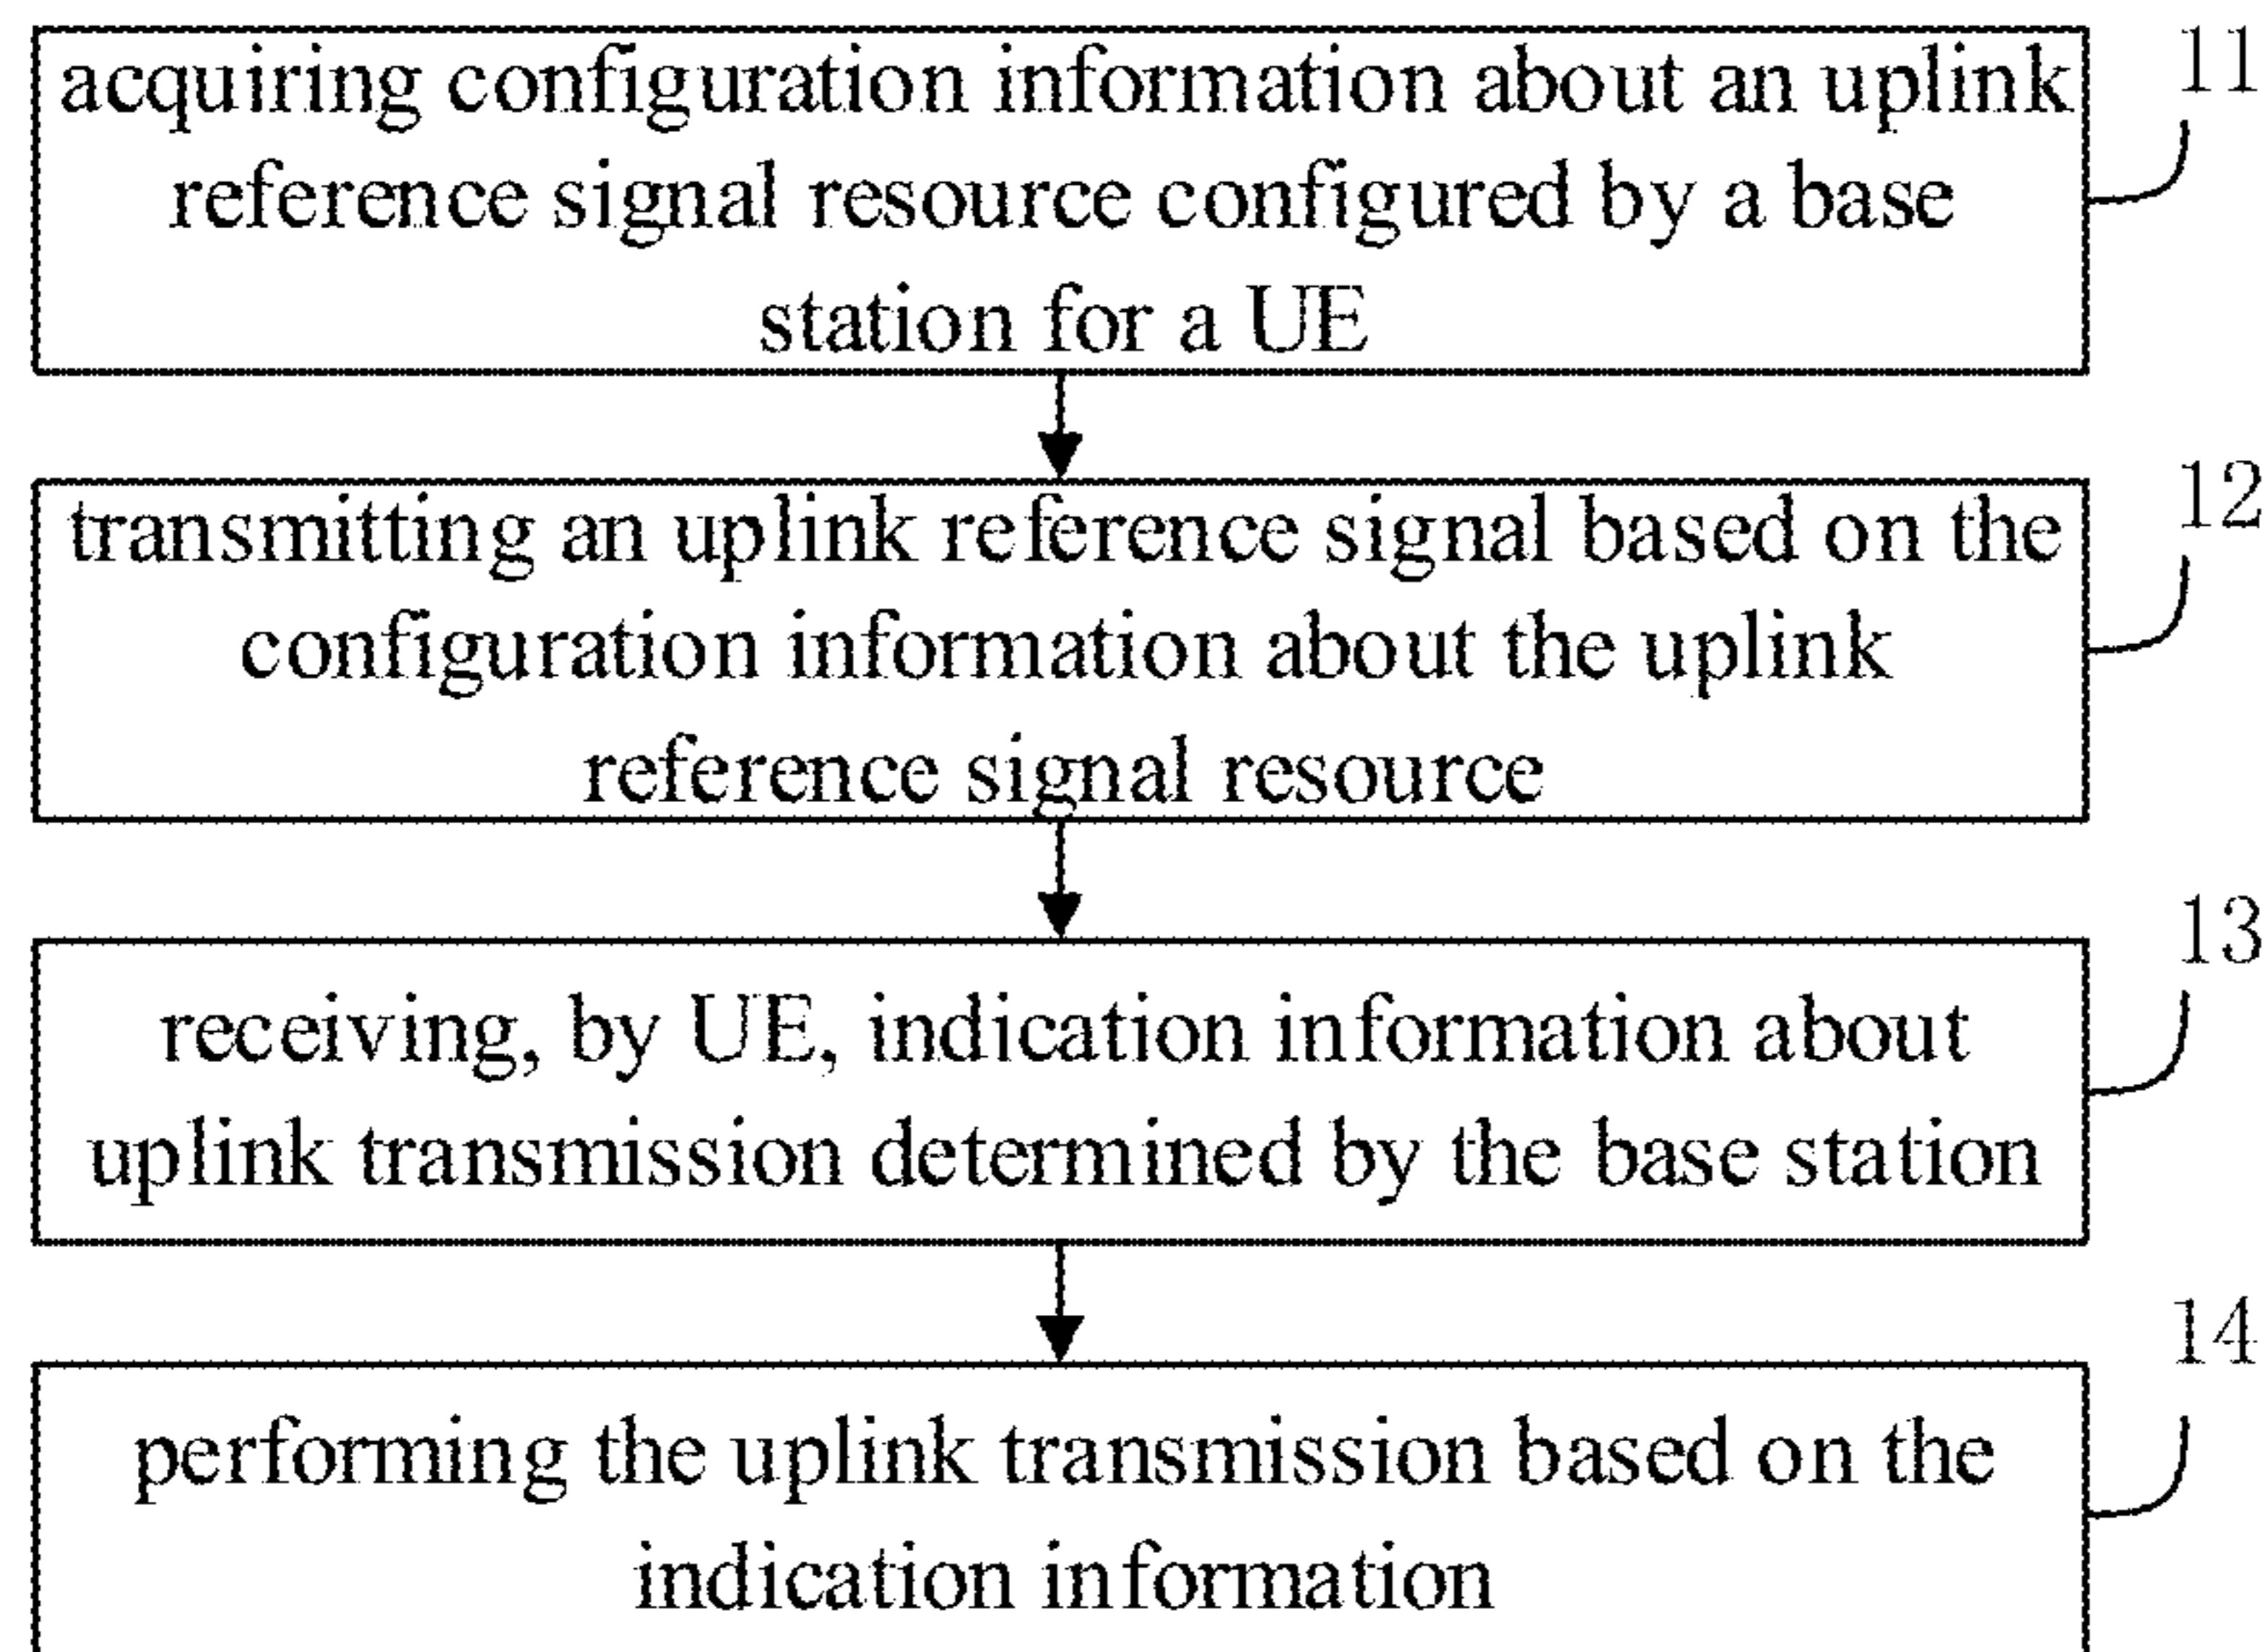 acquiring configuration information about an uplink
reference signal resource configured by a base
station for a UE
11
transmitting an uplink reference signal based on the
configuration information about the uplink
reference signal resource
12
receiving, by UE, indication information about
uplink transmission determined by the base station
13
performing the uplink transmission based on the
indication information
14